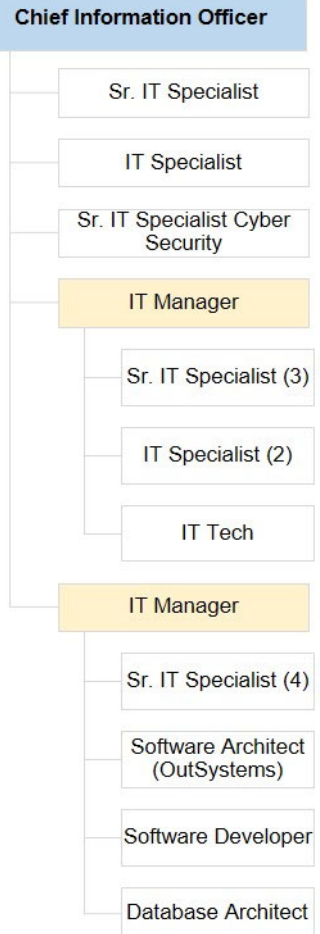 Chief Information Officer
Sr. IT Specialist
IT Specialist
Sr. IT Specialist Cyber
Security
IT Manager
Sr. IT Specialist (3)
IT Specialist (2)
IT Tech
IT Manager
Sr. IT Specialist (4)
Software Architect
(OutSystems)
Software Developer
Database Architect